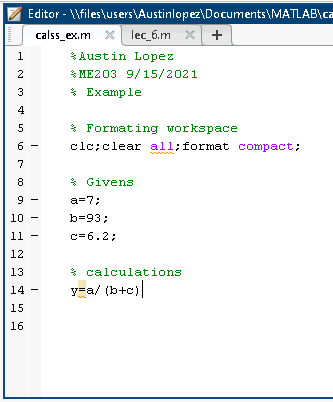 Editor - \\files\users\Austinlopez\Documents\MATLAB\ca
calss_ex.m × lec_6.m × +
1 %Austin Lopez
2 %ME203 9/15/2021
3 % Example
4
5 % Formating workspace
6 – clc;clear all;format compact;
7
8 % Givens
9 – a=7;
10 – b=93;
11 – c=6.2;
12
13 % calculations
14 – y=a/(b+c)
15
16